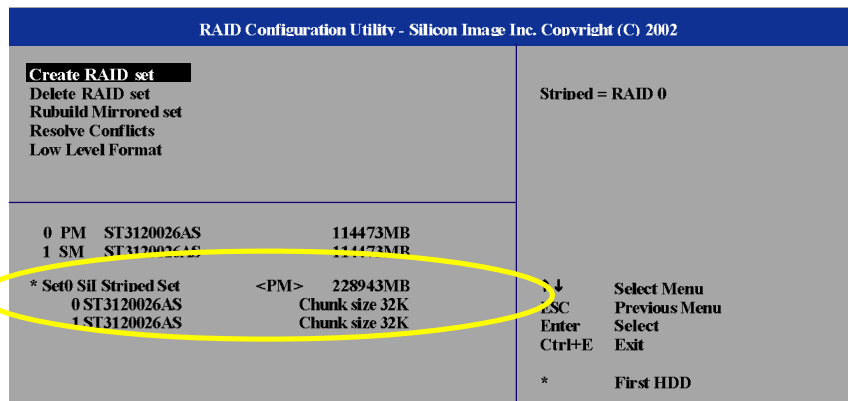 RAID Configuration Utility - Silicon Image Inc. Copyright (C) 2002
Create RAID set
Delete RAID set
Rubuild Mirrored set
Resolve Conflicts
Low Level Format
Striped = RAID 0
0 PM ST3120026AS 114473MB
1 SM ST3120026AS 114473MB
* Set0 SiI Striped Set <PM> 228943MB
0 ST3120026AS Chunk size 32K
1 ST3120026AS Chunk size 32K
↑↓ Select Menu
ESC Previous Menu
Enter Select
Ctrl+E Exit
* First HDD